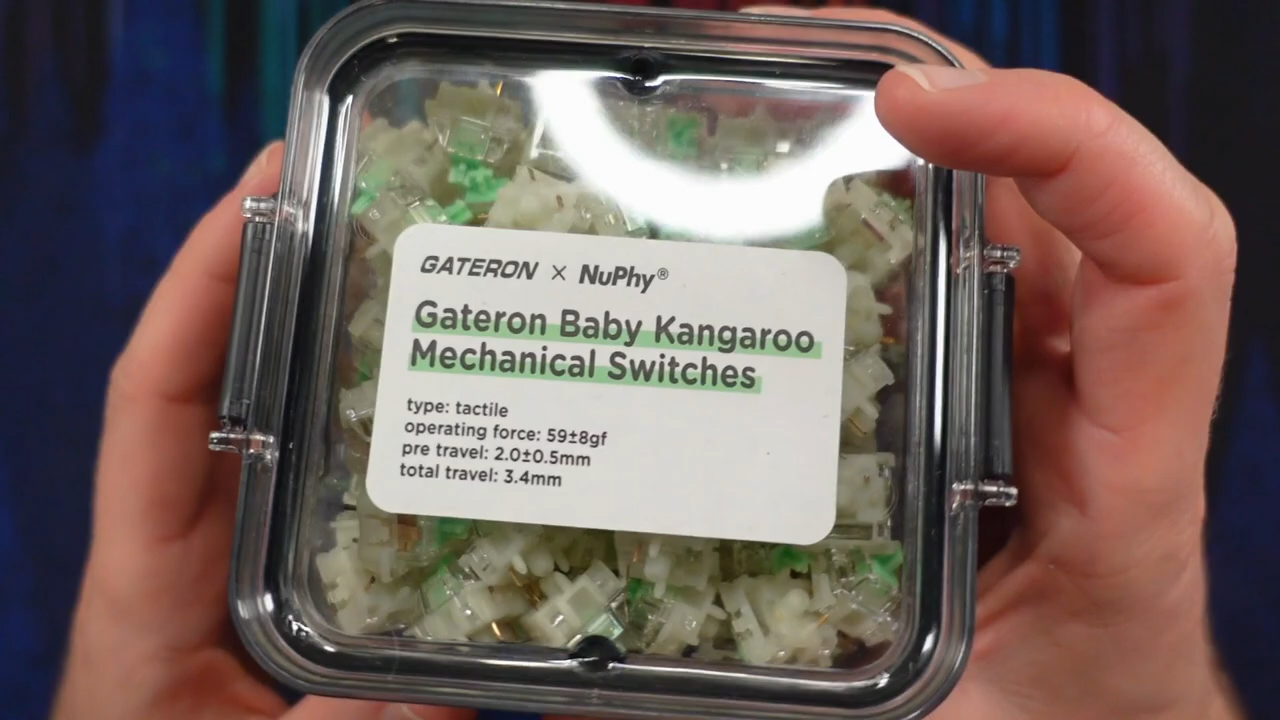 GATERON × NuPhy®
Gateron Baby Kangaroo
Mechanical Switches
type: tactile
operating force: 59±8gf
pre travel: 2.0±0.5mm
total travel: 3.4mm